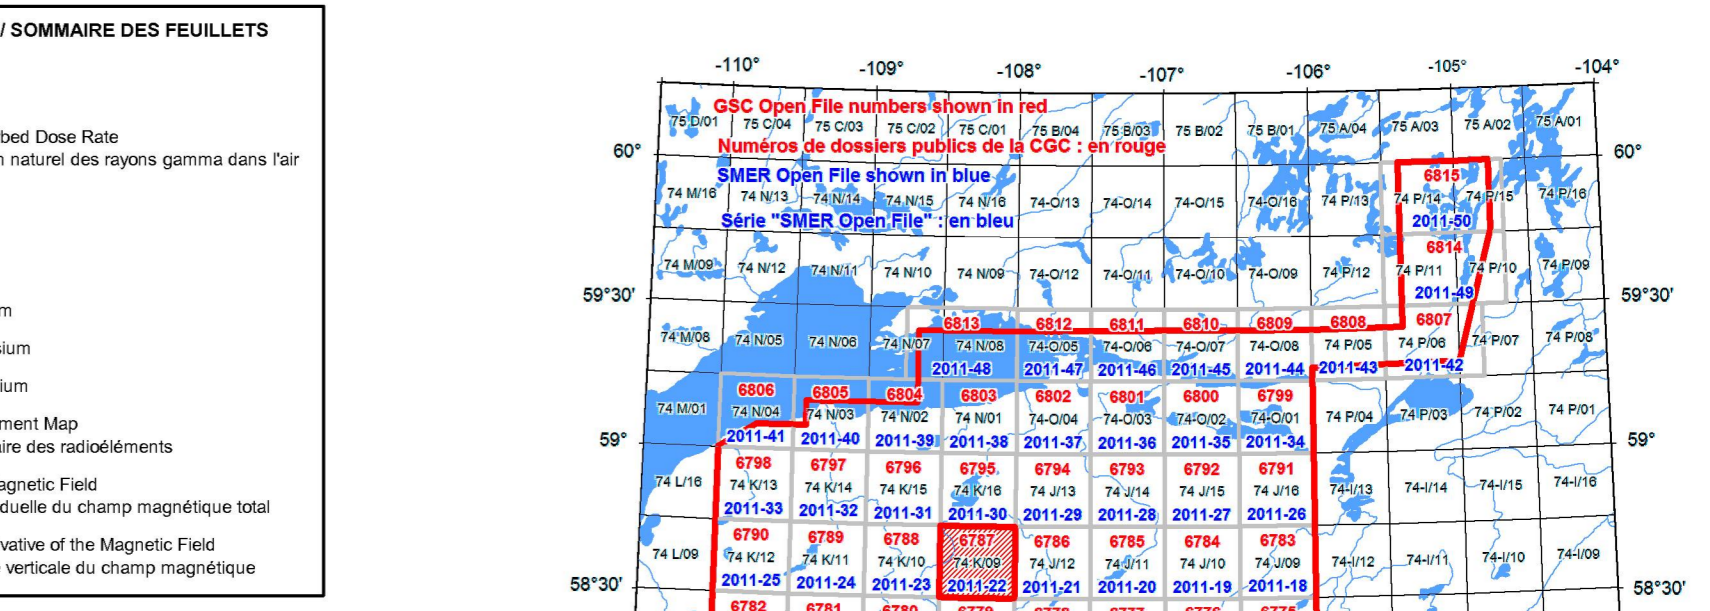 / SOMMAIRE DES FEUILLETS
rbed Dose Rate
n naturel des rayons gamma dans l'air
m
sium
ium
ment Map
aire des radioéléments
agnetic Field
duelle du champ magnétique total
vative of the Magnetic Field
e verticale du champ magnétique
-110° -109° -108° -107° -106° -105° -104°
GSC Open File numbers shown in red
75 D/01 75 C/04 75 C/03 75 C/02 75 C/01 75 B/04 75 B/03 75 B/02 75 B/01 75 A/04 75 A/03 75 A/02 75 A/01
Numéros de dossiers publics de la CGC : en rouge
60° 60°
SMER Open File shown in blue
6815
74 M/16 74 N/13 74 N/14 74 N/15 74 N/16 74-O/13 74-O/14 74-O/15 74-O/16 74 P/13 74 P/14 74 P/15 74 P/16
Série "SMER Open File" : en bleu
2011-50
6814
74 M/09 74 N/12 74 N/11 74 N/10 74 N/09 74-O/12 74-O/11 74-O/10 74-O/09 74 P/12 74 P/11 74 P/10 74 P/09
2011-49
59°30' 59°30'
6813 6812 6811 6810 6809 6808 6807
74 M/08 74 N/05 74 N/06 74 N/07 74 N/08 74-O/05 74-O/06 74-O/07 74-O/08 74 P/05 74 P/06 74 P/07 74 P/08
2011-48 2011-47 2011-46 2011-45 2011-44 2011-43 2011-42
6806 6805 6804 6803 6802 6801 6800 6799
74 M/01 74 N/04 74 N/03 74 N/02 74 N/01 74-O/04 74-O/03 74-O/02 74-O/01 74 P/04 74 P/03 74 P/02 74 P/01
2011-41 2011-40 2011-39 2011-38 2011-37 2011-36 2011-35 2011-34
59° 59°
6798 6797 6796 6795 6794 6793 6792 6791
74 L/16 74 K/13 74 K/14 74 K/15 74 K/16 74 J/13 74 J/14 74 J/15 74 J/16 74-I/13 74-I/14 74-I/15 74-I/16
2011-33 2011-32 2011-31 2011-30 2011-29 2011-28 2011-27 2011-26
6790 6789 6788 6787 6786 6785 6784 6783
74 L/09 74 K/12 74 K/11 74 K/10 74 K/09 74 J/12 74 J/11 74 J/10 74 J/09 74-I/12 74-I/11 74-I/10 74-I/09
2011-25 2011-24 2011-23 2011-22 2011-21 2011-20 2011-19 2011-18
58°30' 58°30'
6782 6781 6780 6779 6778 6777 6776 6775